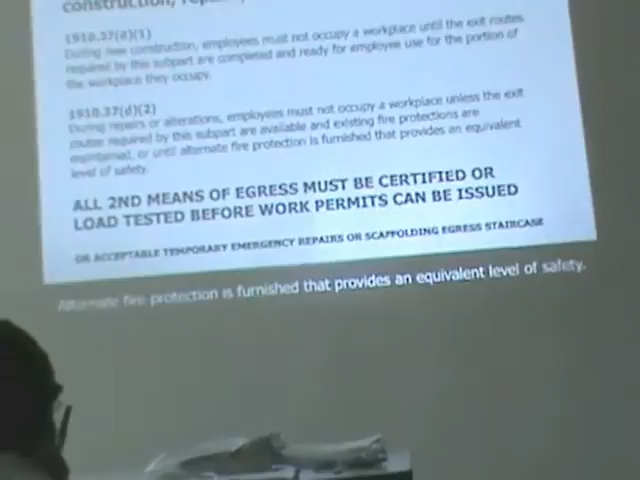 construction,
1910.37(d)(1)
During new construction, employees must not occupy a workplace until the exit routes
required by this subpart are completed and ready for employee use for the portion of
the workplace they occupy.
1910.37(d)(2)
During repairs or alterations, employees must not occupy a workplace unless the exit
routes required by this subpart are available and existing fire protections are
maintained, or until alternate fire protection is furnished that provides an equivalent
level of safety.
ALL 2ND MEANS OF EGRESS MUST BE CERTIFIED OR
LOAD TESTED BEFORE WORK PERMITS CAN BE ISSUED
OR ACCEPTABLE TEMPORARY EMERGENCY REPAIRS OR SCAFFOLDING EGRESS STAIRCASE
Alternate fire protection is furnished that provides an equivalent level of safety.